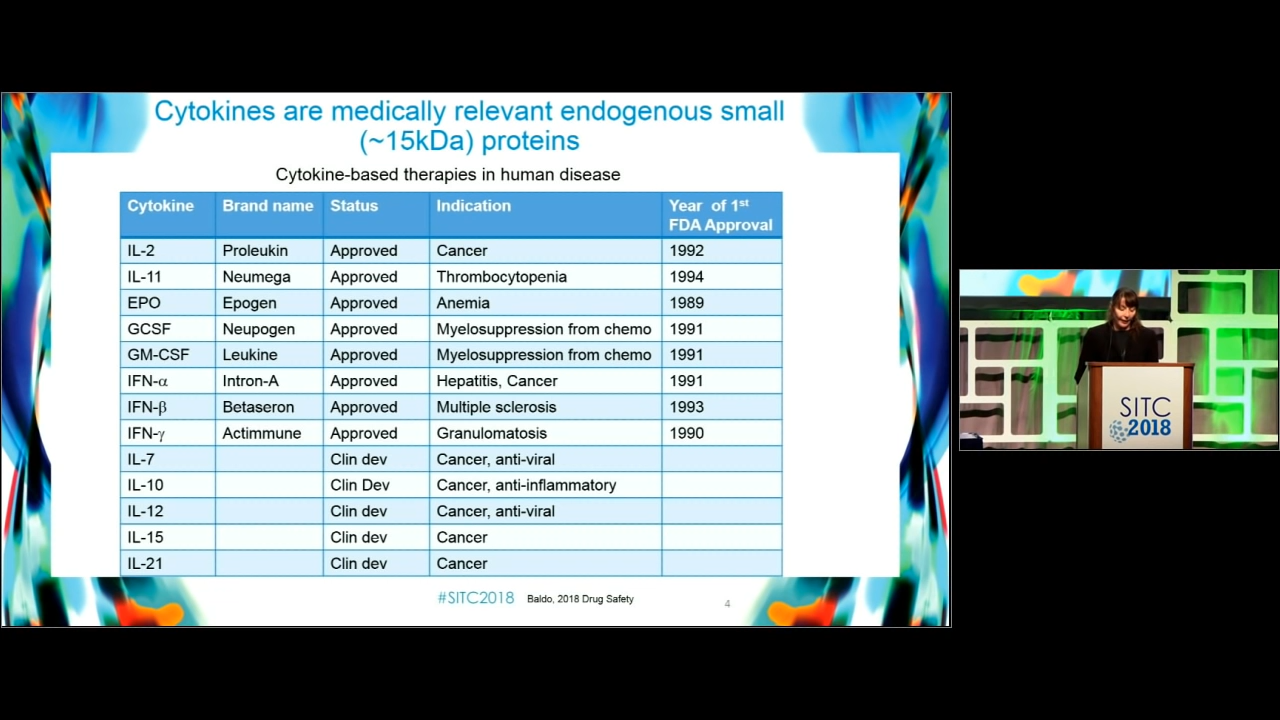 Cytokines are medically relevant endogenous small
(~15kDa) proteins
Cytokine-based therapies in human disease
Cytokine Brand name Status Indication Year of 1st
FDA Approval
IL-2 Proleukin Approved Cancer 1992
IL-11 Neumega Approved Thrombocytopenia 1994
EPO Epogen Approved Anemia 1989
GCSF Neupogen Approved Myelosuppression from chemo 1991
GM-CSF Leukine Approved Myelosuppression from chemo 1991
IFN-α Intron-A Approved Hepatitis, Cancer 1991
IFN-β Betaseron Approved Multiple sclerosis 1993
IFN-γ Actimmune Approved Granulomatosis 1990
IL-7 Clin dev Cancer, anti-viral
IL-10 Clin Dev Cancer, anti-inflammatory
IL-12 Clin dev Cancer, anti-viral
IL-15 Clin dev Cancer
IL-21 Clin dev Cancer
#SITC2018 Baldo, 2018 Drug Safety 4
SITC
2018